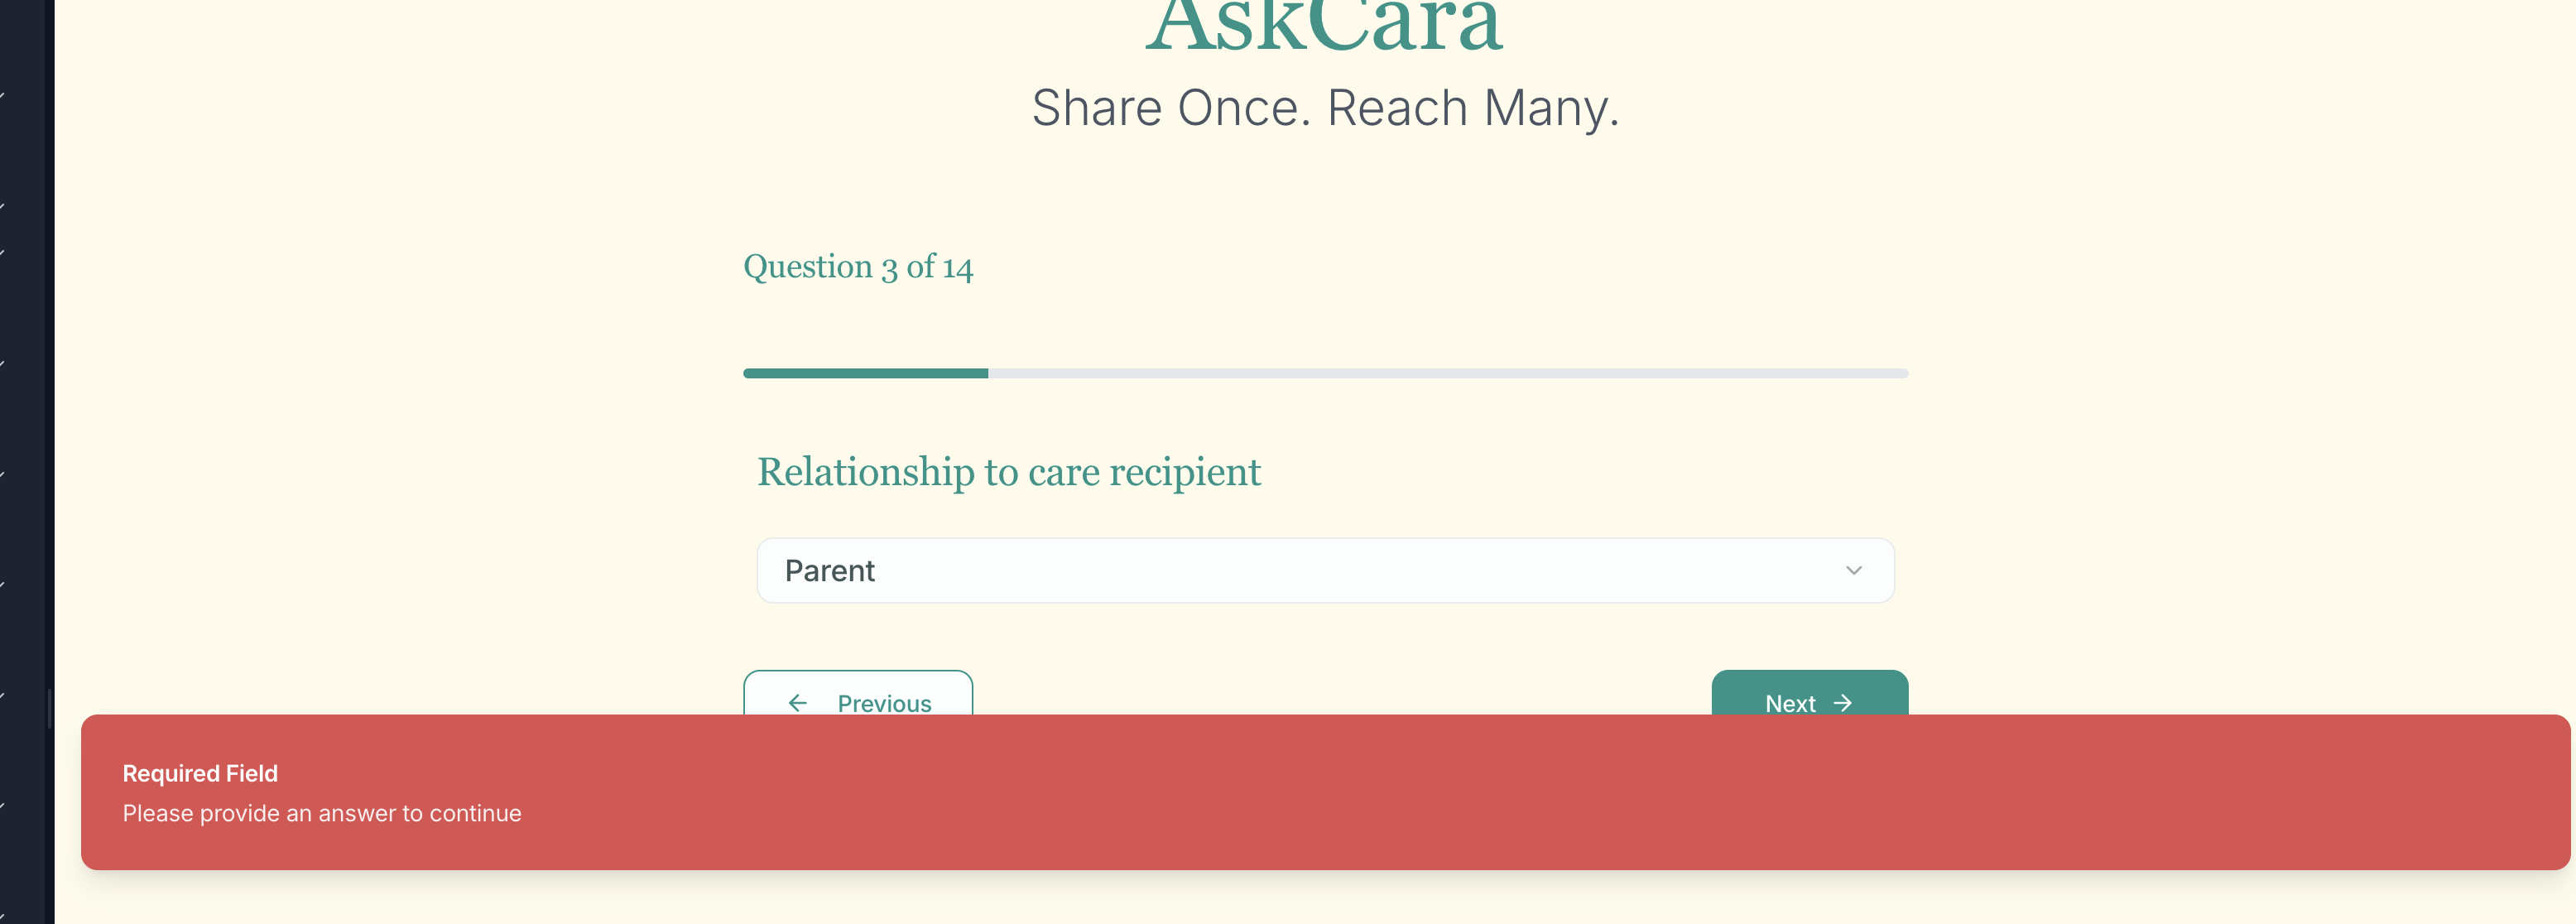 AskCara
Share Once. Reach Many.
Question 3 of 14
Relationship to care recipient
Parent
Previous
Next
Required Field
Please provide an answer to continue